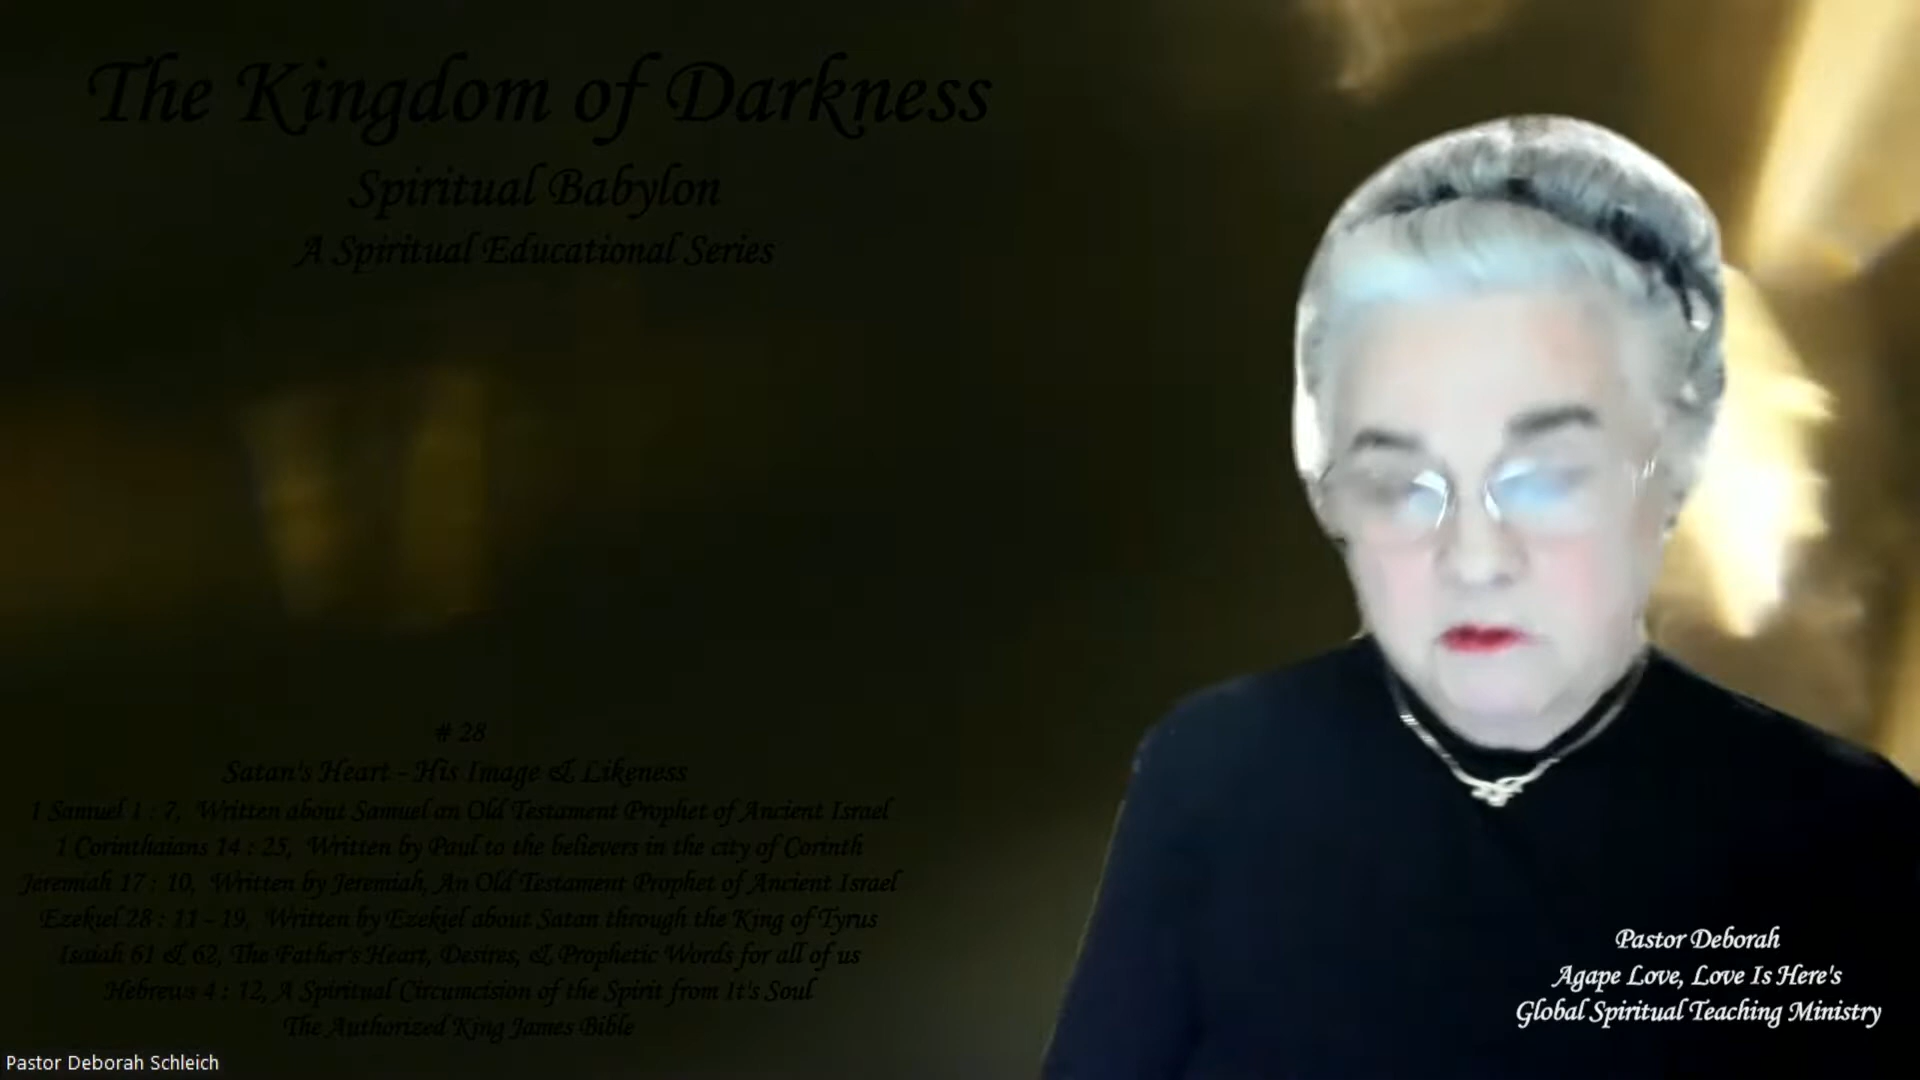 The Kingdom of Darkness
Spiritual Babylon
A Spiritual Educational Series
# 28
Satan's Heart - His Image & Likeness
1 Samuel 1 : 7, Written about Samuel an Old Testament Prophet of Ancient Israel
1 Corinthaians 14 : 25, Written by Paul to the believers in the city of Corinth
Jeremiah 17 : 10, Written by Jeremiah, An Old Testament Prophet of Ancient Israel
Ezekiel 28 : 11 - 19, Written by Ezekiel about Satan through the King of Tyrus
Isaiah 61 & 62, The Father's Heart, Desires, & Prophetic Words for all of us
Hebrews 4 : 12, A Spiritual Circumcision of the Spirit from It's Soul
The Authorized King James Bible
Pastor Deborah
Agape Love, Love Is Here's
Global Spiritual Teaching Ministry
Pastor Deborah Schleich